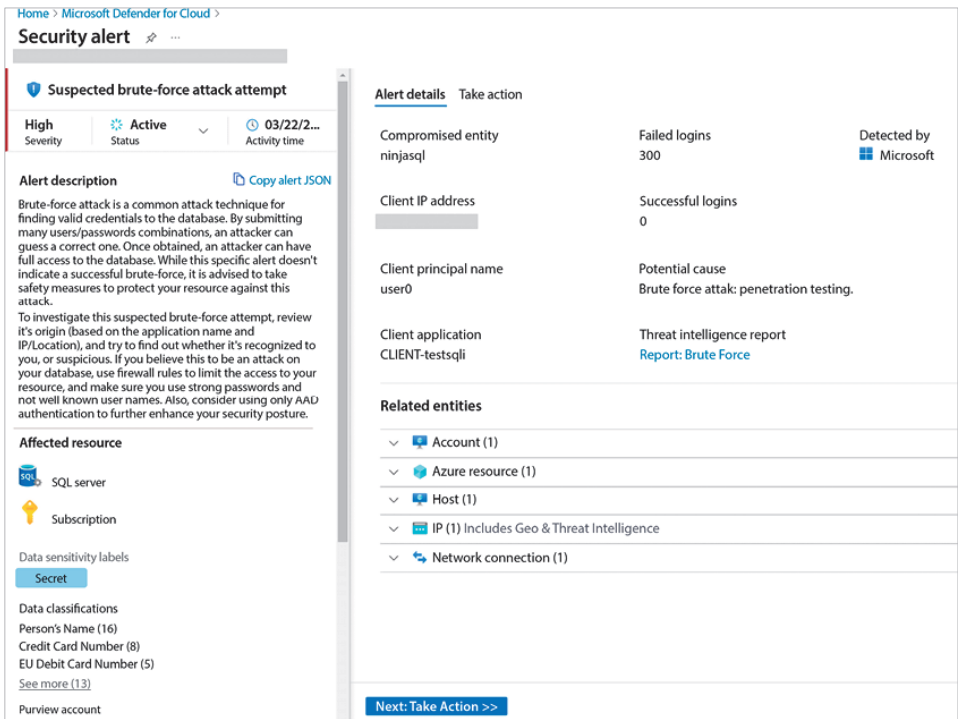 Home > Microsoft Defender for Cloud >
Security alert ...
Suspected brute-force attack attempt
High
Severity
Active
Status
03/22/2...
Activity time
Alert description
Copy alert JSON
Brute-force attack is a common attack technique for
finding valid credentials to the database. By submitting
many users/passwords combinations, an attacker can
guess a correct one. Once obtained, an attacker can have
full access to the database. While this specific alert doesn't
indicate a successful brute-force, it is advised to take
safety measures to protect your resource against this
attack.
To investigate this suspected brute-force attempt, review
it's origin (based on the application name and
IP/Location), and try to find out whether it's recognized to
you, or suspicious. If you believe this to be an attack on
your database, use firewall rules to limit the access to your
resource, and make sure you use strong passwords and
not well known user names. Also, consider using only AAD
authentication to further enhance your security posture.
Affected resource
SQL
SQL server
Subscription
Data sensitivity labels
Secret
Data classifications
Person's Name (16)
Credit Card Number (8)
EU Debit Card Number (5)
See more (13)
Purview account
Alert details Take action
Compromised entity
ninjasql
Failed logins
300
Detected by
Microsoft
Client IP address
Successful logins
0
Client principal name
user0
Potential cause
Brute force attak: penetration testing.
Client application
CLIENT-testsqli
Threat intelligence report
Report: Brute Force
Related entities
Account (1)
Azure resource (1)
Host (1)
IP (1) Includes Geo & Threat Intelligence
Network connection (1)
Next: Take Action >>